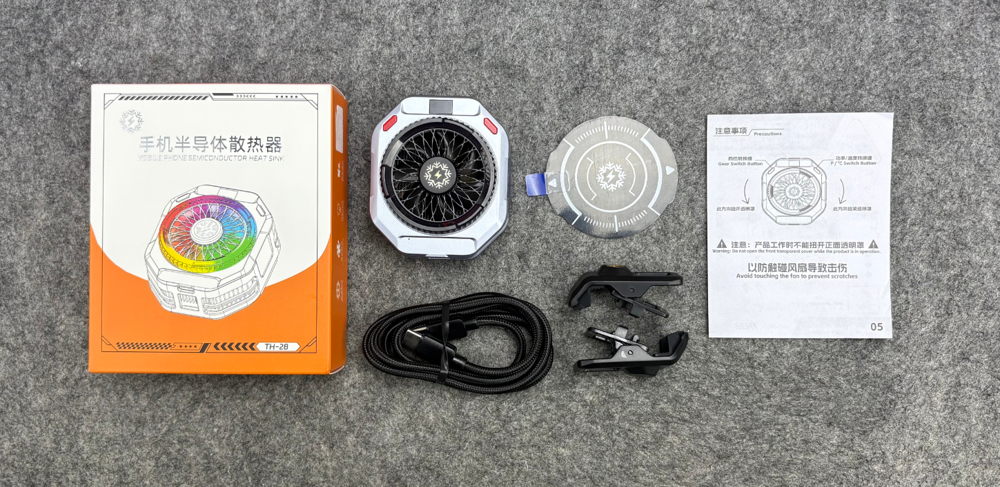 手机半导体散热器
MOBILE PHONE SEMICONDUCTOR HEAT SINK
TH-28
注意事项 / Precautions
档位转换键
Gear Switch Button
功率/温度转换键
P / °C Switch Button
此方向扭开透明罩
此方向扭紧透明罩
注意：产品工作时不能扭开正面透明罩
Warning: Do not open the front transparent cover while the product is in operation.
以防触碰风扇导致击伤
Avoid touching the fan to prevent scratches
05